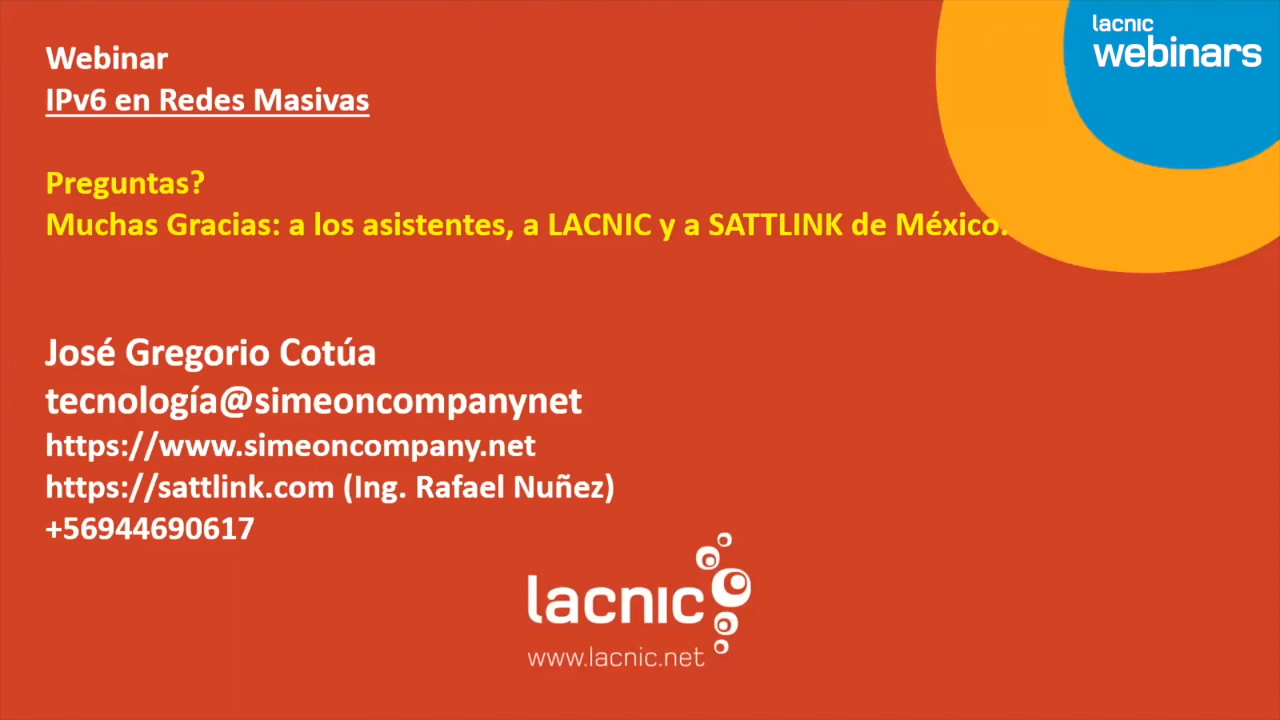 lacnic
webinars
Webinar
IPv6 en Redes Masivas
Preguntas?
Muchas Gracias: a los asistentes, a LACNIC y a SATTLINK de México.
José Gregorio Cotúa
tecnología@simeoncompanynet
https://www.simeoncompany.net
https://sattlink.com (Ing. Rafael Nuñez)
+56944690617
lacnic
www.lacnic.net